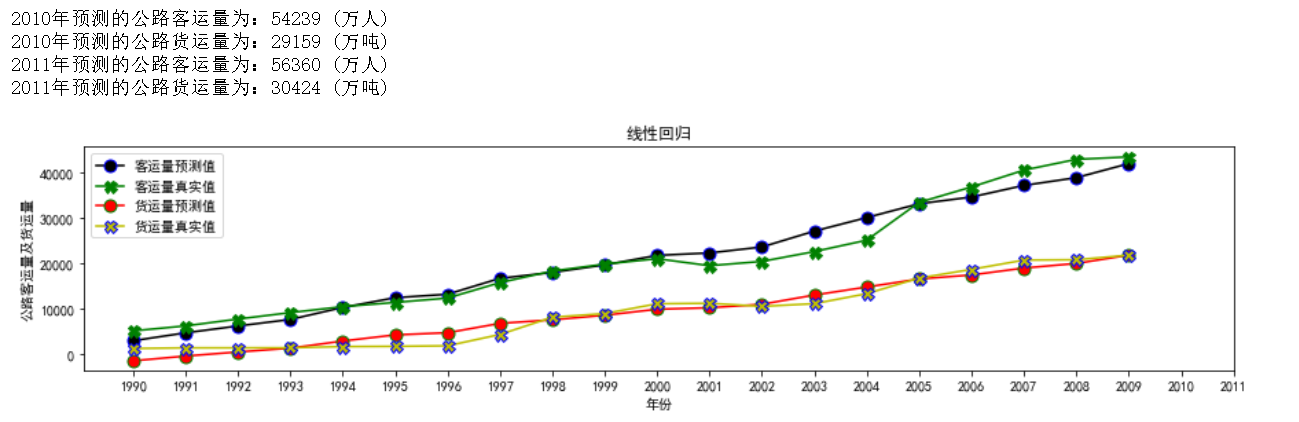 2010年预测的公路客运量为：54239 (万人)
2010年预测的公路货运量为：29159 (万吨)
2011年预测的公路客运量为：56360 (万人)
2011年预测的公路货运量为：30424 (万吨)
线性回归
客运量预测值
客运量真实值
货运量预测值
货运量真实值
公路客运量及货运量
40000
30000
20000
10000
0
1990 1991 1992 1993 1994 1995 1996 1997 1998 1999 2000 2001 2002 2003 2004 2005 2006 2007 2008 2009 2010 2011
年份